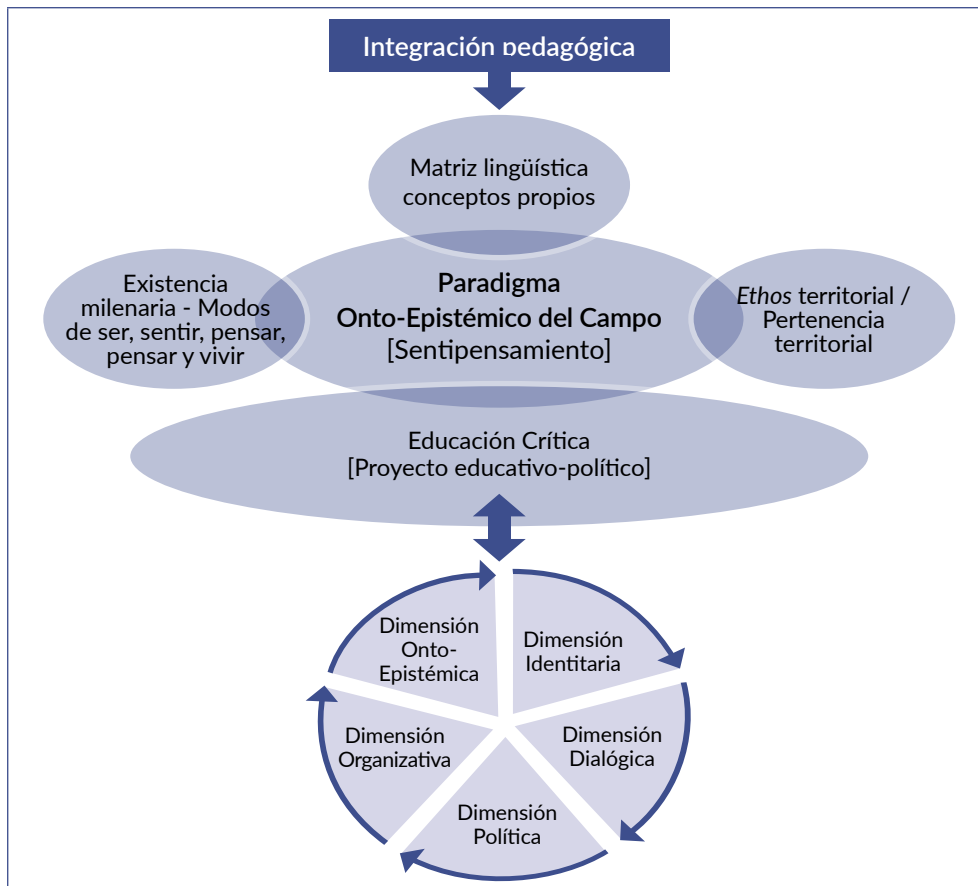 Integración pedagógica
Matriz lingüística
conceptos propios
Existencia
milenaria - Modos
de ser, sentir, pensar,
pensar y vivir
Paradigma
Onto-Epistémico del Campo
[Sentipensamiento]
Ethos territorial /
Pertenencia
territorial
Educación Crítica
[Proyecto educativo-político]
Dimensión
Onto-
Epistémica
Dimensión
Identitaria
Dimensión
Organizativa
Dimensión
Dialógica
Dimensión
Política